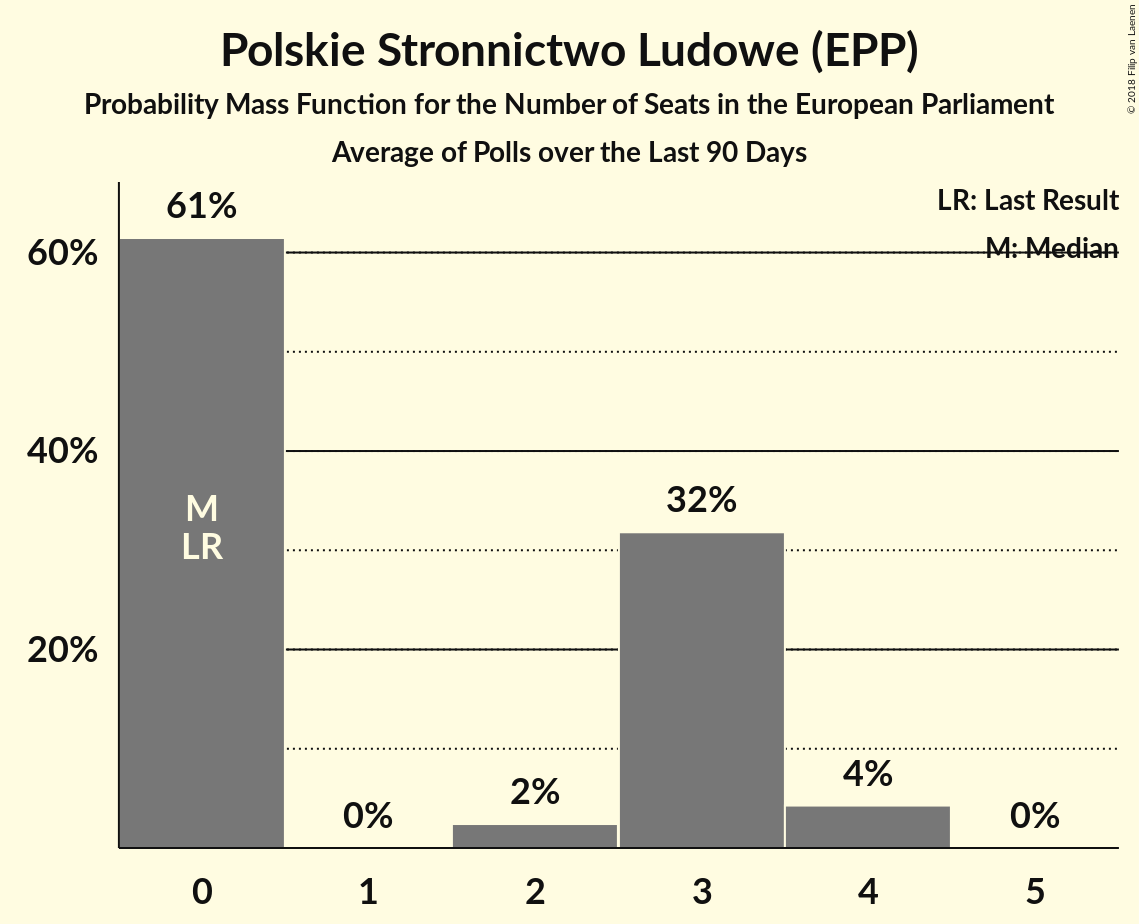 Polskie Stronnictwo Ludowe (EPP)
Probability Mass Function for the Number of Seats in the European Parliament
Average of Polls over the Last 90 Days
© 2018 Filip van Laenen
LR: Last Result
M: Median
61%
60%
40%
M
LR
32%
20%
4%
2%
0%
0%
0 1 2 3 4 5